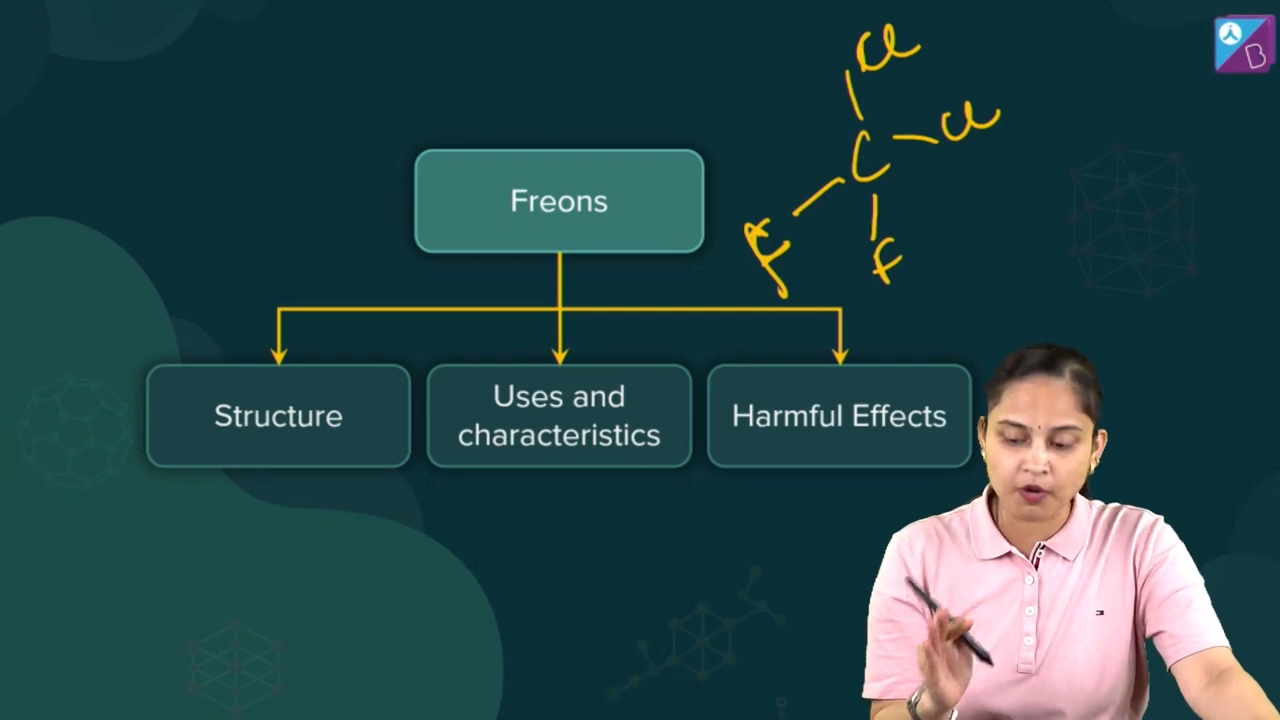 Cl
C
Cl
F
F
Freons
Structure
Uses and
characteristics
Harmful Effects
B